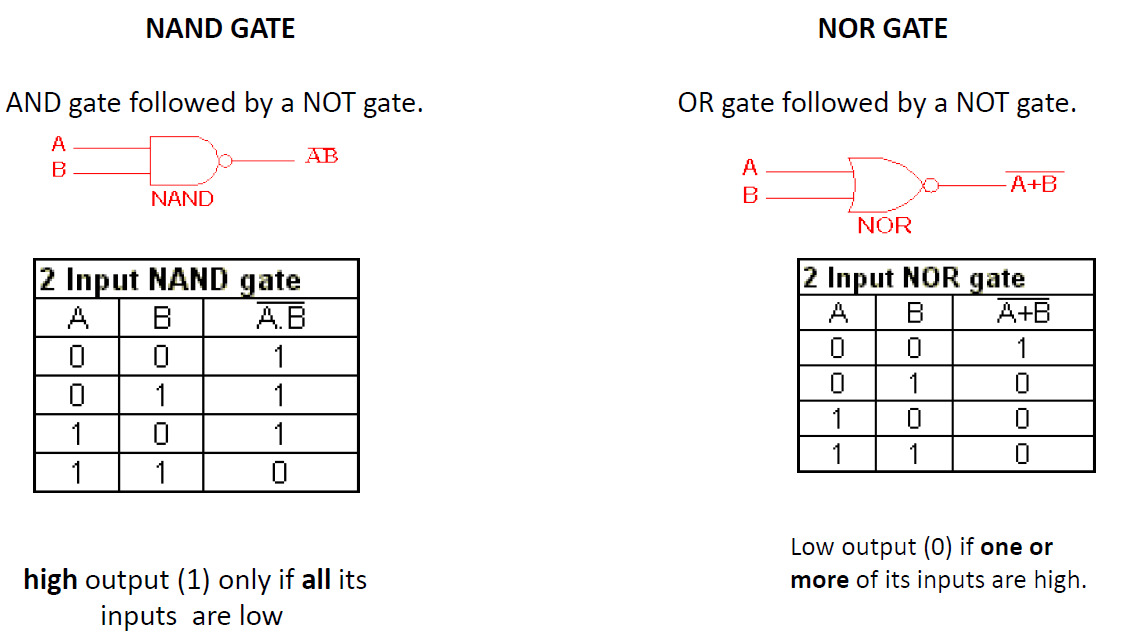 NAND GATE
AND gate followed by a NOT gate.
A
B
A̅B̅
NAND
2 Input NAND gate
A B A̅.̅B̅
0 0 1
0 1 1
1 0 1
1 1 0
high output (1) only if all its
inputs are low
NOR GATE
OR gate followed by a NOT gate.
A
B
A̅+̅B̅
NOR
2 Input NOR gate
A B A̅+̅B̅
0 0 1
0 1 0
1 0 0
1 1 0
Low output (0) if one or
more of its inputs are high.